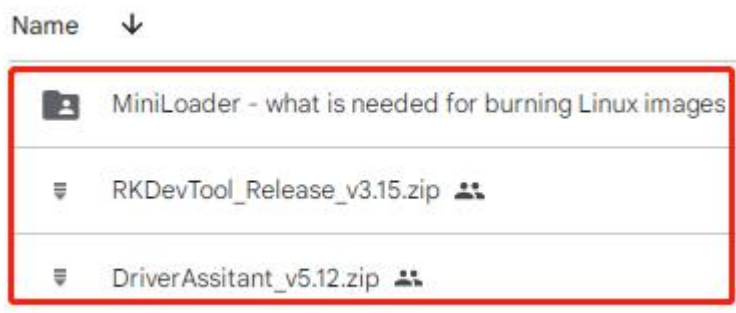 Name
MiniLoader - what is needed for burning Linux images
RKDevTool_Release_v3.15.zip
DriverAssitant_v5.12.zip